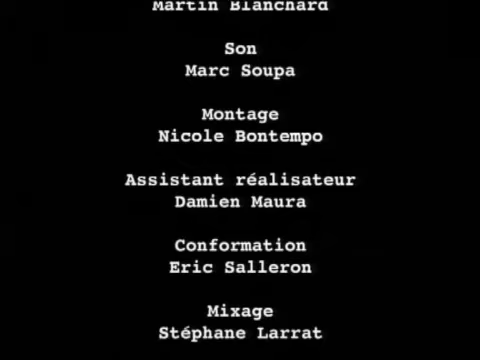 Martin Blanchard
Son
Marc Soupa
Montage
Nicole Bontempo
Assistant réalisateur
Damien Maura
Conformation
Eric Salleron
Mixage
Stéphane Larrat